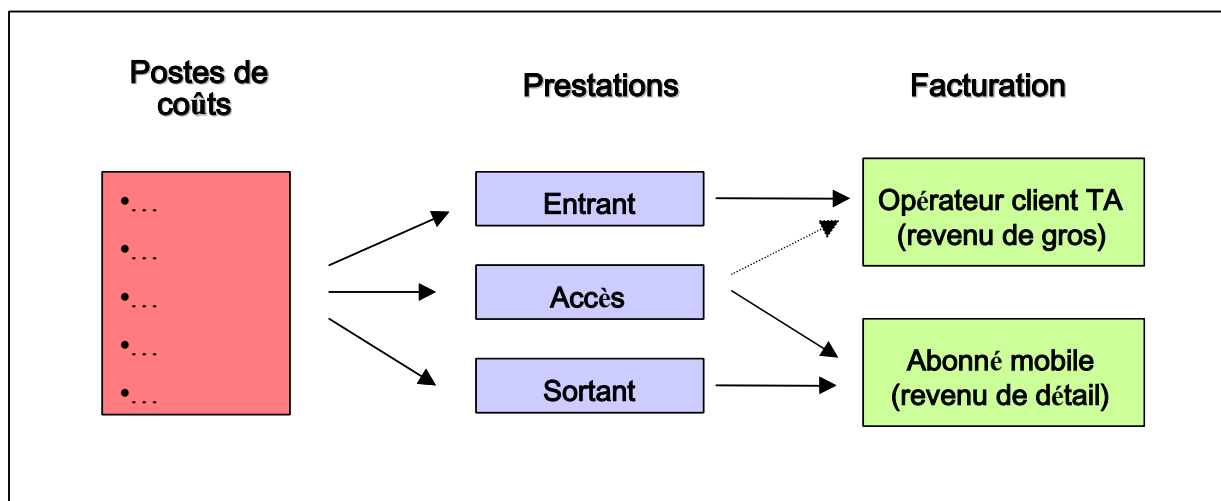 Postes de
coûts
Prestations
Facturation
•...
•...
•...
•...
•...
Entrant
Accès
Sortant
Opérateur client TA
(revenu de gros)
Abonné mobile
(revenu de détail)